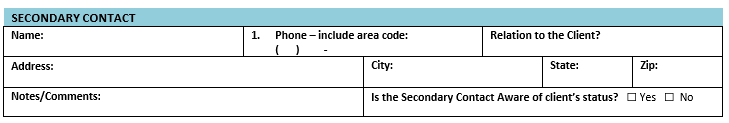 SECONDARY CONTACT
Name: 1. Phone – include area code: Relation to the Client?
( ) -
Address: City: State: Zip:
Notes/Comments: Is the Secondary Contact Aware of client's status? ☐ Yes ☐ No